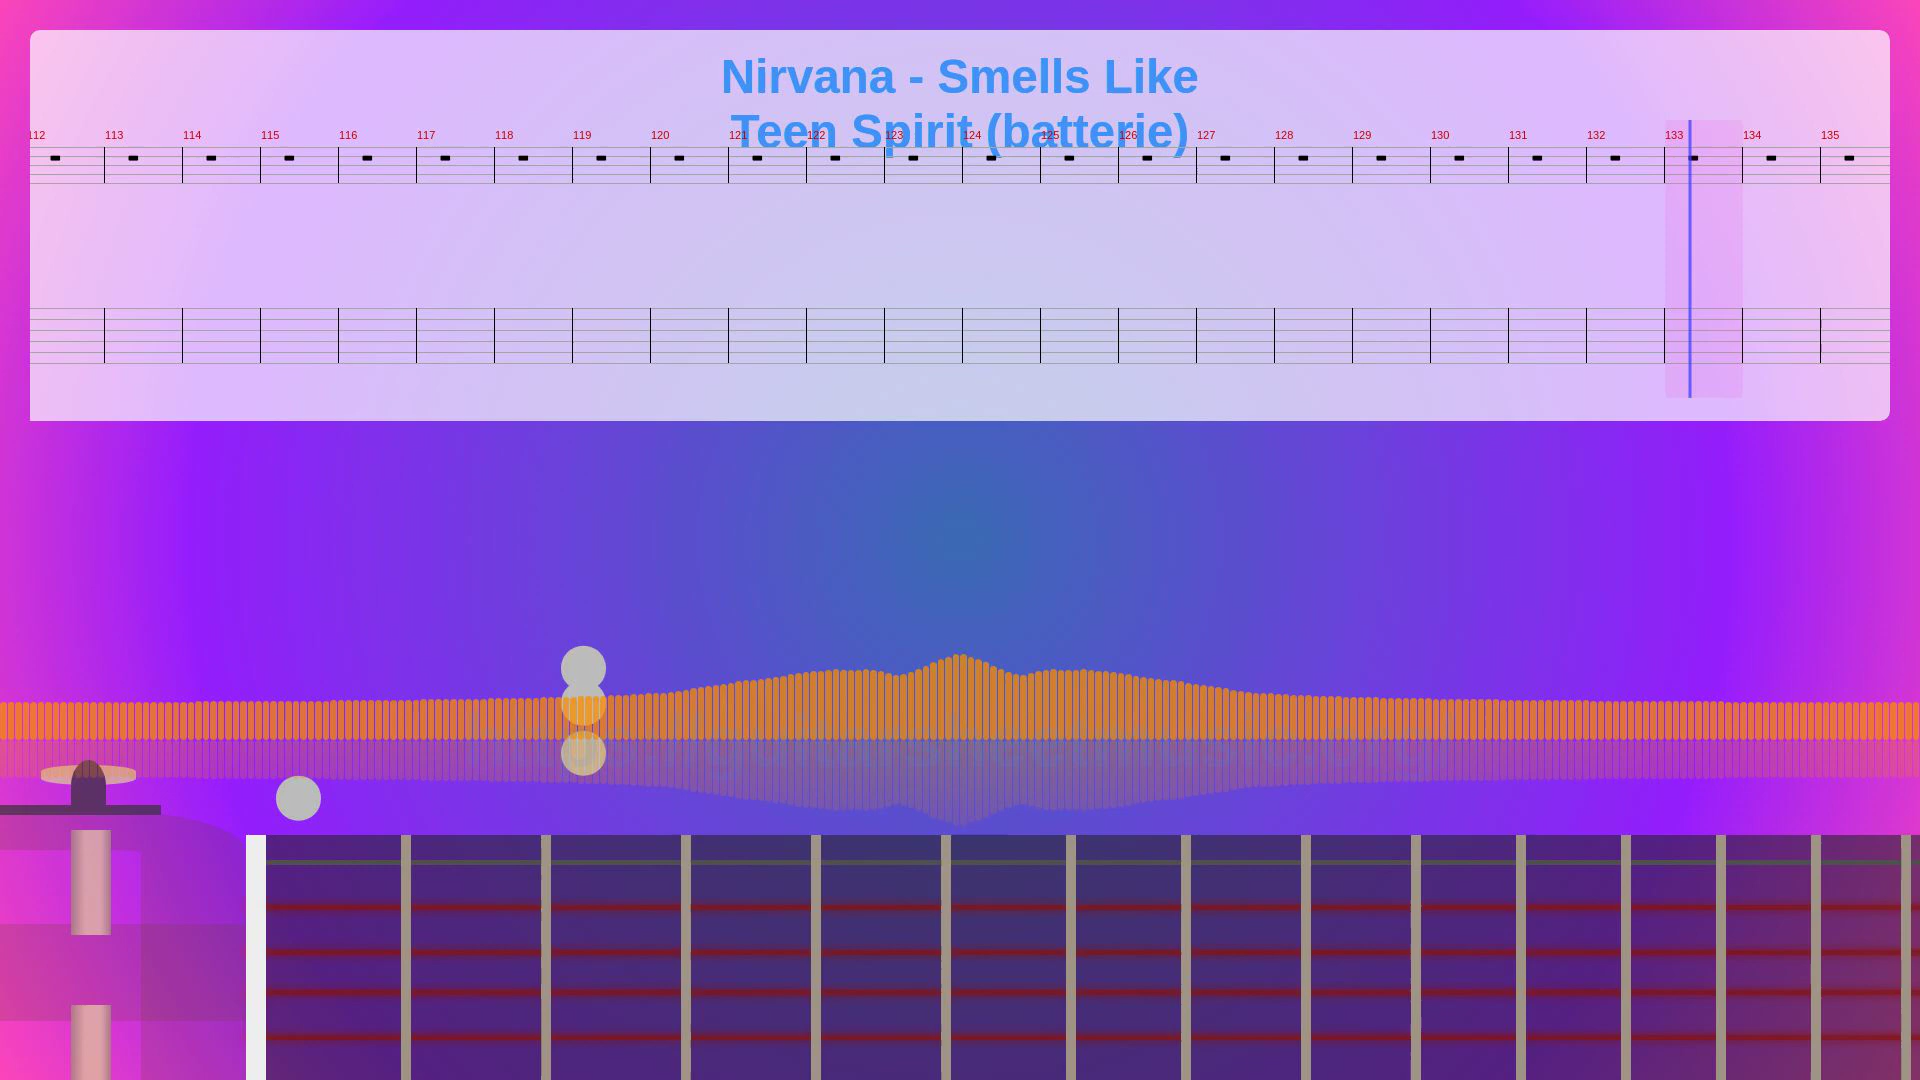 Nirvana - Smells Like
Teen Spirit (batterie)
112 113 114 115 116 117 118 119 120 121 122 123 124 125 126 127 128 129 130 131 132 133 134 135